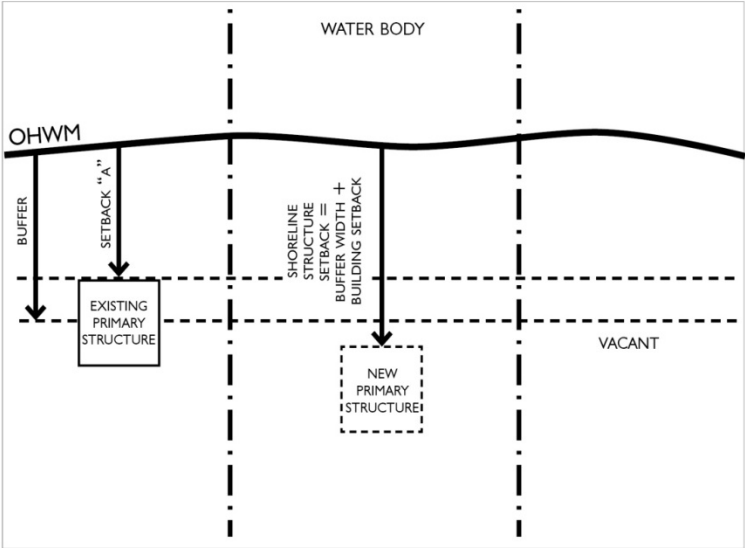 WATER BODY
OHWM
BUFFER
SETBACK "A"
SHORELINE
STRUCTURE
SETBACK =
BUFFER WIDTH +
BUILDING SETBACK
EXISTING
PRIMARY
STRUCTURE
VACANT
NEW
PRIMARY
STRUCTURE